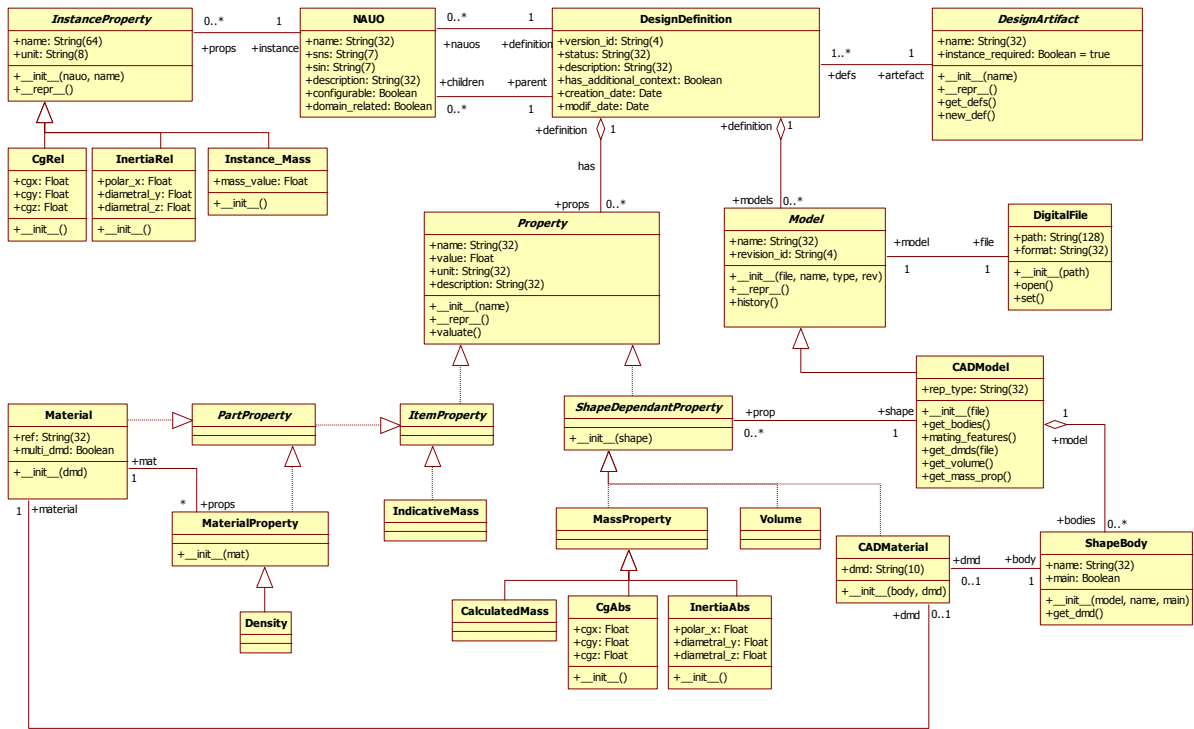 InstanceProperty
+name: String(64)
+unit: String(8)
+__init__(nauo, name)
+__repr__()
0..*
1
+props
+instance
NAUO
+name: String(32)
+sns: String(7)
+sin: String(7)
+description: String(32)
+configurable: Boolean
+domain_related: Boolean
0..*
1
+nauos
+definition
+children
+parent
0..*
1
DesignDefinition
+version_id: String(4)
+status: String(32)
+description: String(32)
+has_additional_context: Boolean
+creation_date: Date
+modif_date: Date
1..*
1
+defs
+artefact
DesignArtifact
+name: String(32)
+instance_required: Boolean = true
+__init__(name)
+__repr__()
+get_defs()
+new_def()
CgRel
+cgx: Float
+cgy: Float
+cgz: Float
+__init__()
InertiaRel
+polar_x: Float
+diametral_y: Float
+diametral_z: Float
+__init__()
Instance_Mass
+mass_value: Float
+__init__()
+definition
1
has
+props
0..*
+definition
1
+models
0..*
Property
+name: String(32)
+value: Float
+unit: String(32)
+description: String(32)
+__init__(name)
+__repr__()
+valuate()
Model
+name: String(32)
+revision_id: String(4)
+__init__(file, name, type, rev)
+__repr__()
+history()
+model
+file
1
1
DigitalFile
+path: String(128)
+format: String(32)
+__init__(path)
+open()
+set()
Material
+ref: String(32)
+multi_dmd: Boolean
+__init__(dmd)
PartProperty
ItemProperty
ShapeDependantProperty
+__init__(shape)
+prop
+shape
0..*
1
CADModel
+rep_type: String(32)
+__init__(file)
+get_bodies()
+mating_features()
+get_dmds(file)
+get_volume()
+get_mass_prop()
1
+model
+bodies
0..*
+mat
1
*
+props
1
+material
MaterialProperty
+__init__(mat)
IndicativeMass
MassProperty
Volume
CADMaterial
+dmd: String(10)
+__init__(body, dmd)
+dmd
+body
0..1
1
ShapeBody
+name: String(32)
+main: Boolean
+__init__(model, name, main)
+get_dmd()
+dmd
0..1
Density
CalculatedMass
CgAbs
+cgx: Float
+cgy: Float
+cgz: Float
+__init__()
InertiaAbs
+polar_x: Float
+diametral_y: Float
+diametral_z: Float
+__init__()